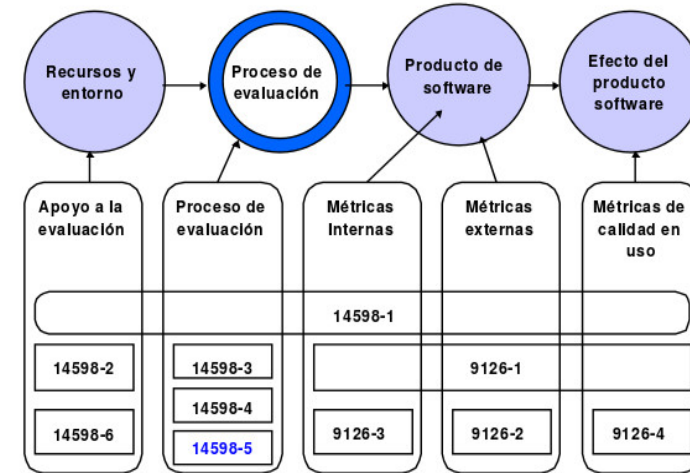 Recursos y
entorno
Proceso de
evaluación
Producto de
software
Efecto del
producto
software
Apoyo a la
evaluación
Proceso de
evaluación
Métricas
Internas
Métricas
externas
Métricas de
calidad en
uso
14598-1
14598-2
14598-3
9126-1
14598-4
14598-6
14598-5
9126-3
9126-2
9126-4